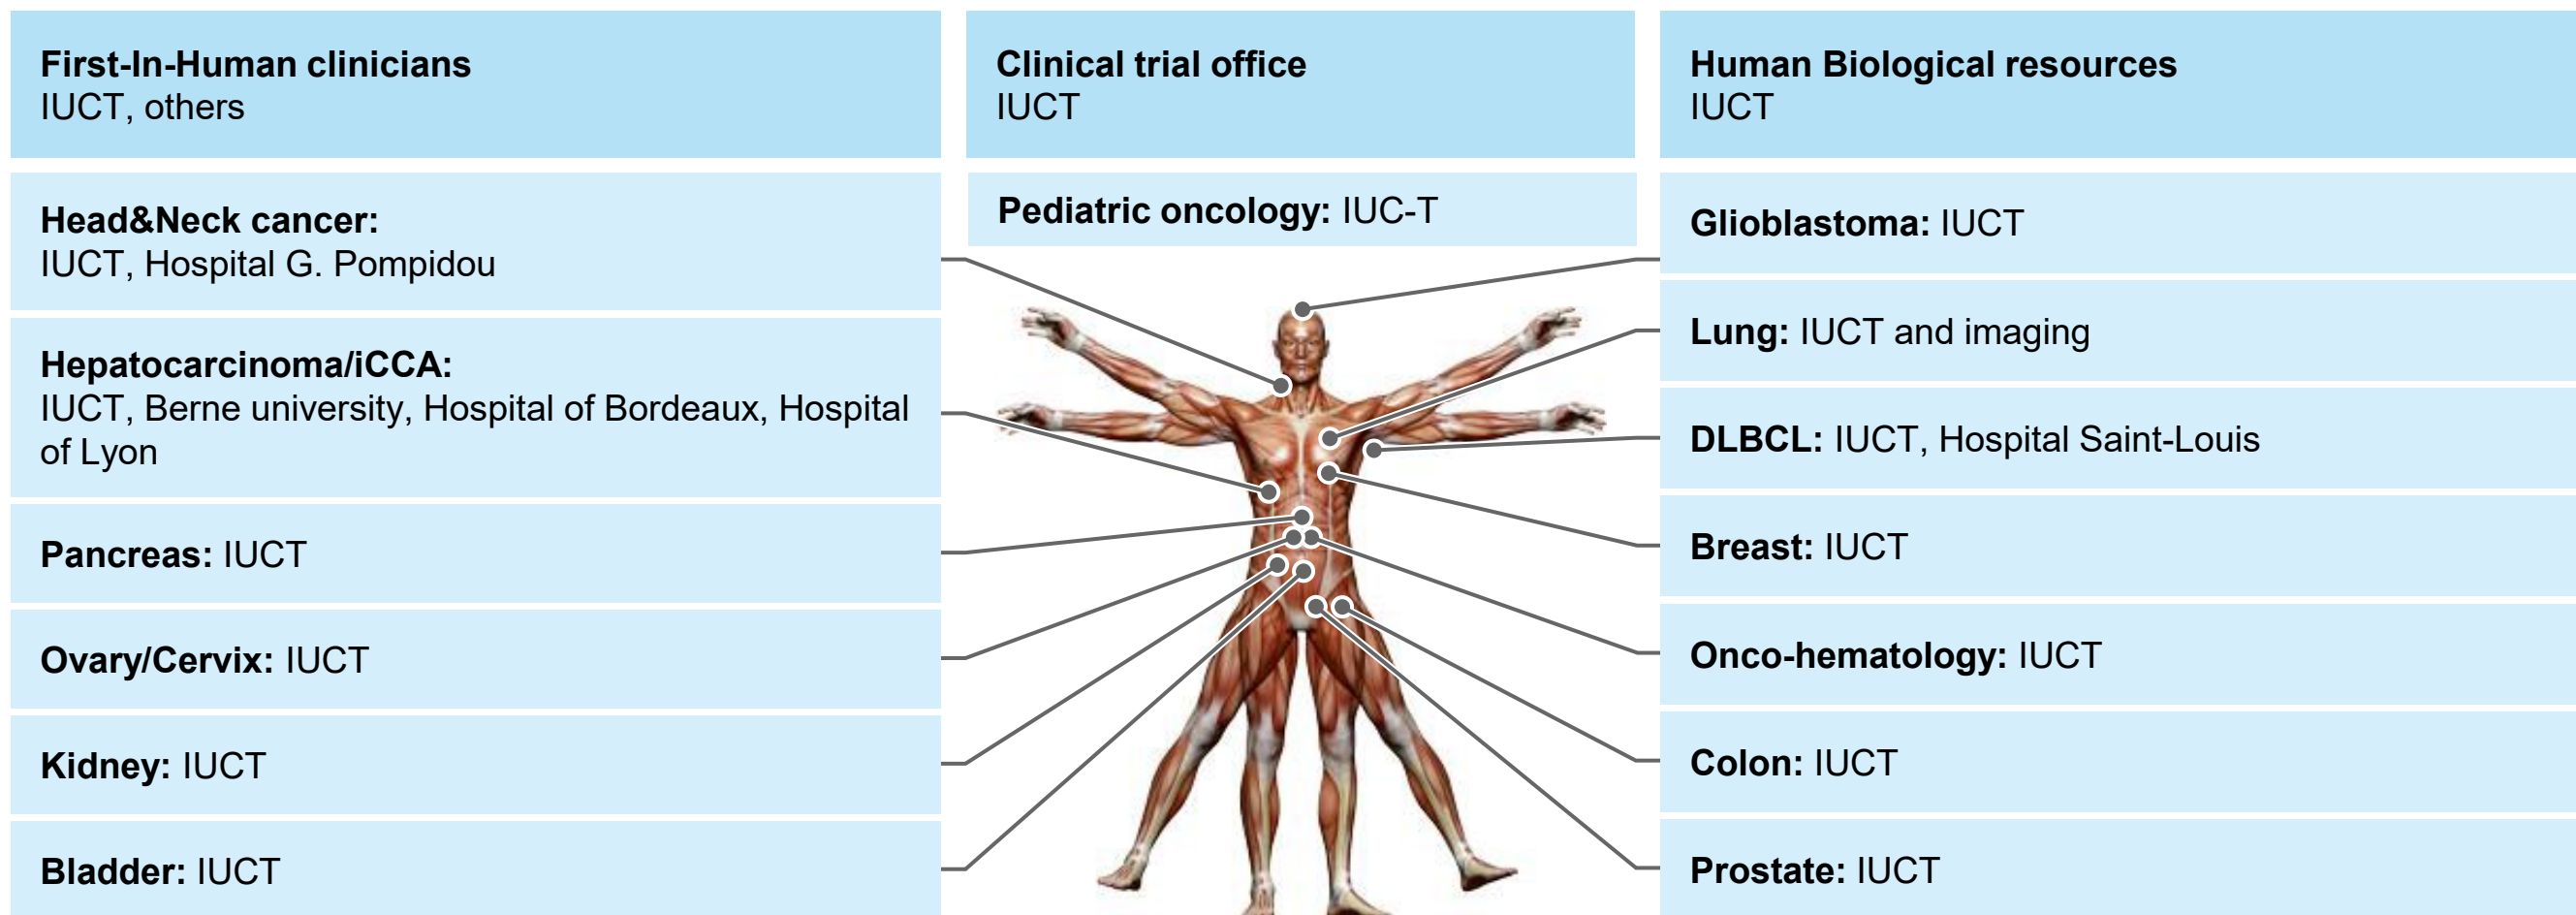 First-In-Human clinicians
IUCT, others
Clinical trial office
IUCT
Human Biological resources
IUCT
Head&Neck cancer:
IUCT, Hospital G. Pompidou
Hepatocarcinoma/iCCA:
IUCT, Berne university, Hospital of Bordeaux, Hospital
of Lyon
Pancreas: IUCT
Ovary/Cervix: IUCT
Kidney: IUCT
Bladder: IUCT
Pediatric oncology: IUC-T
Glioblastoma: IUCT
Lung: IUCT and imaging
DLBCL: IUCT, Hospital Saint-Louis
Breast: IUCT
Onco-hematology: IUCT
Colon: IUCT
Prostate: IUCT